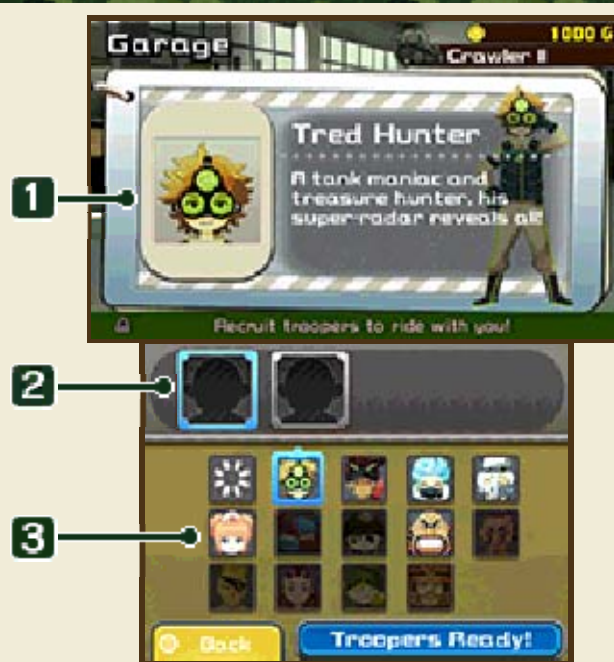 Garage
1000 G
Crawler II
1
Tred Hunter
A tank maniac and
treasure hunter, his
super-radar reveals all!
Recruit troopers to ride with you!
2
3
Back
Troopers Ready!